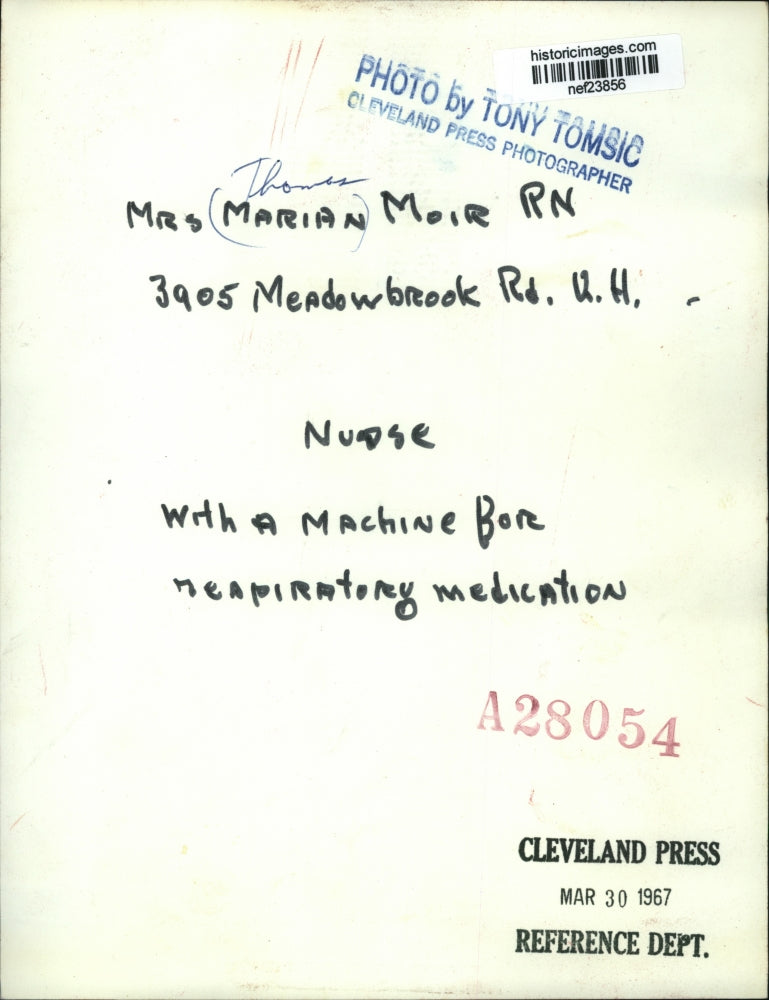 historicimages.com
nef23856
PHOTO by TONY TOMSIC
CLEVELAND PRESS PHOTOGRAPHER
Thomas
MRS (MARIAN) MOIR RN
3905 Meadowbrook Rd. U.H. -
NURSE
With A MACHINE FOR
RESPIRATORY medication
A28054
CLEVELAND PRESS
MAR 30 1967
REFERENCE DEPT.